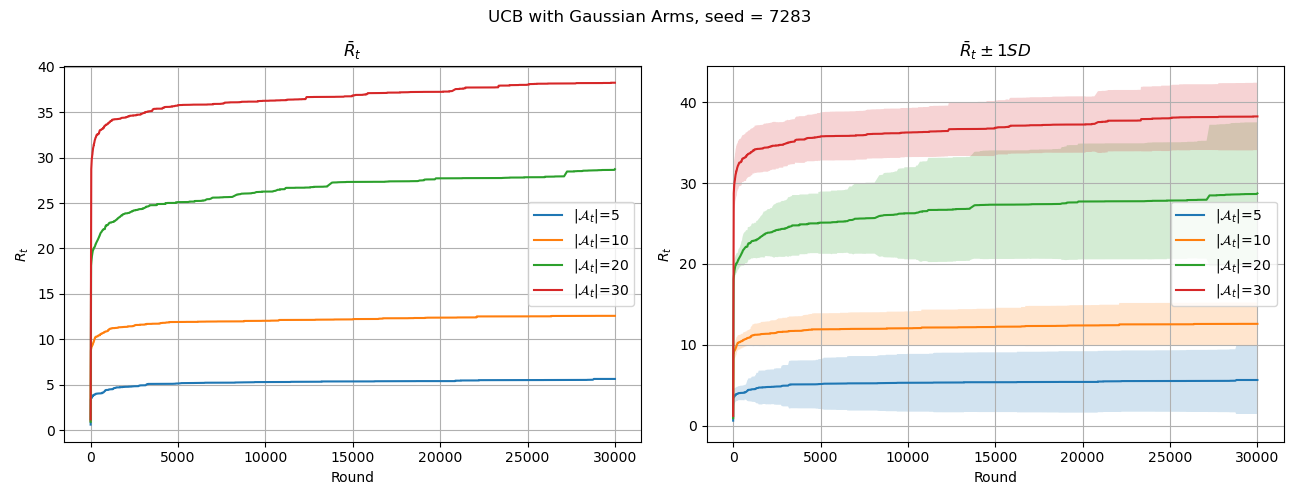 UCB with Gaussian Arms, seed = 7283
R̄ₜ
R̄ₜ ± 1SD
Rₜ
40
35
30
25
20
15
10
5
0
|𝒜ₜ|=5
|𝒜ₜ|=10
|𝒜ₜ|=20
|𝒜ₜ|=30
0 5000 10000 15000 20000 25000 30000
Round
Rₜ
40
30
20
10
0
|𝒜ₜ|=5
|𝒜ₜ|=10
|𝒜ₜ|=20
|𝒜ₜ|=30
0 5000 10000 15000 20000 25000 30000
Round